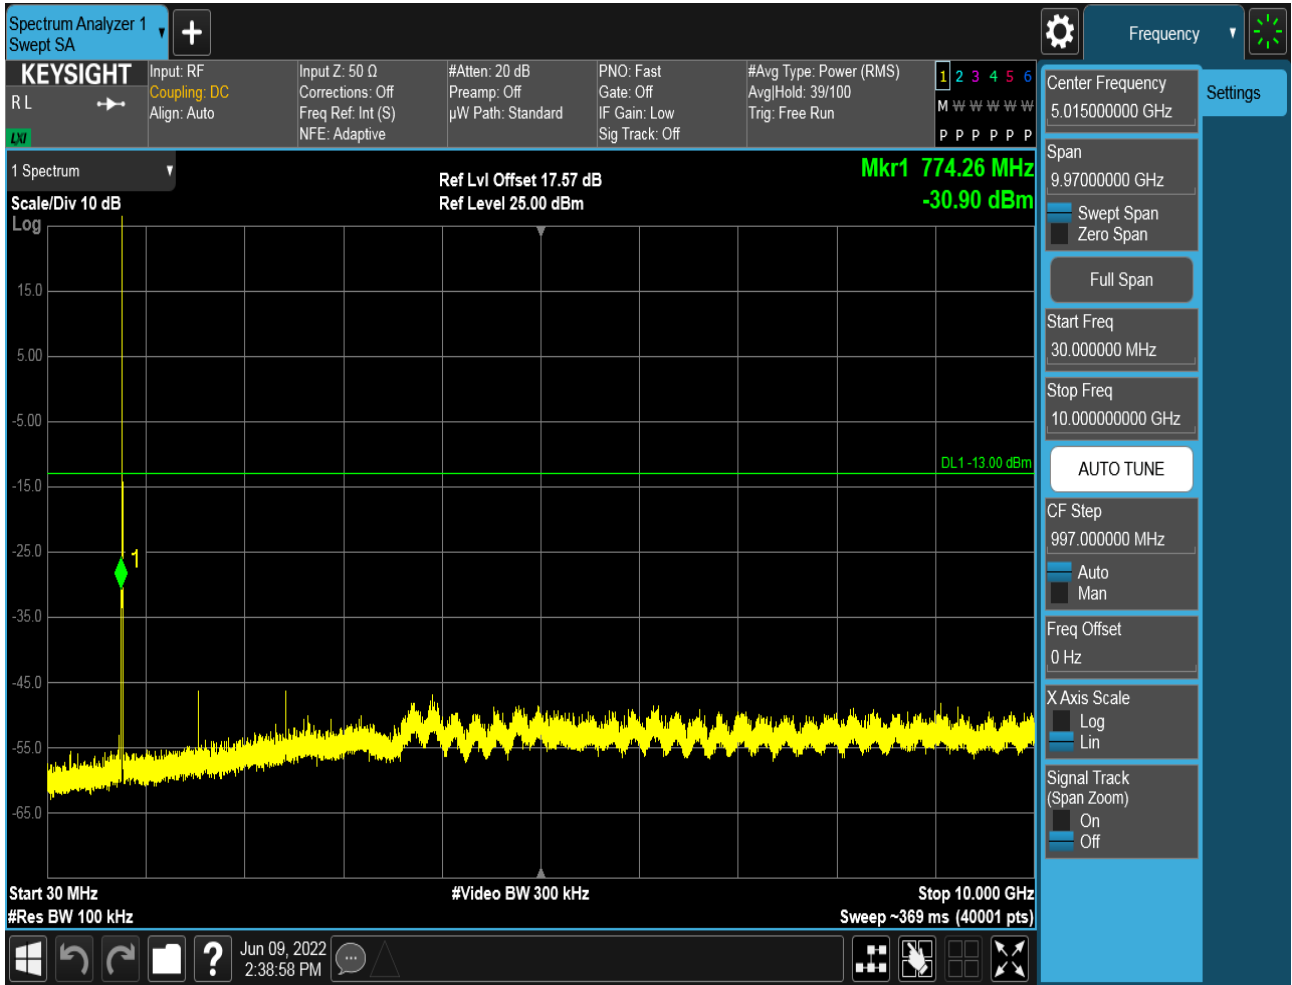 Spectrum Analyzer 1
Swept SA
Frequency
KEYSIGHT
R L
LXI
Input: RF
Coupling: DC
Align: Auto
Input Z: 50 Ω
Corrections: Off
Freq Ref: Int (S)
NFE: Adaptive
#Atten: 20 dB
Preamp: Off
µW Path: Standard
PNO: Fast
Gate: Off
IF Gain: Low
Sig Track: Off
#Avg Type: Power (RMS)
Avg|Hold: 39/100
Trig: Free Run
1 2 3 4 5 6
M W W W W W
P P P P P P
1 Spectrum
Scale/Div 10 dB
Log
Ref Lvl Offset 17.57 dB
Ref Level 25.00 dBm
Mkr1 774.26 MHz
-30.90 dBm
15.0
5.00
-5.00
DL1 -13.00 dBm
-15.0
-25.0
1
-35.0
-45.0
-55.0
-65.0
Start 30 MHz
#Res BW 100 kHz
#Video BW 300 kHz
Stop 10.000 GHz
Sweep ~369 ms (40001 pts)
Jun 09, 2022
2:38:58 PM
Center Frequency
5.015000000 GHz
Span
9.97000000 GHz
Swept Span
Zero Span
Full Span
Start Freq
30.000000 MHz
Stop Freq
10.000000000 GHz
AUTO TUNE
CF Step
997.000000 MHz
Auto
Man
Freq Offset
0 Hz
X Axis Scale
Log
Lin
Signal Track
(Span Zoom)
On
Off
Settings